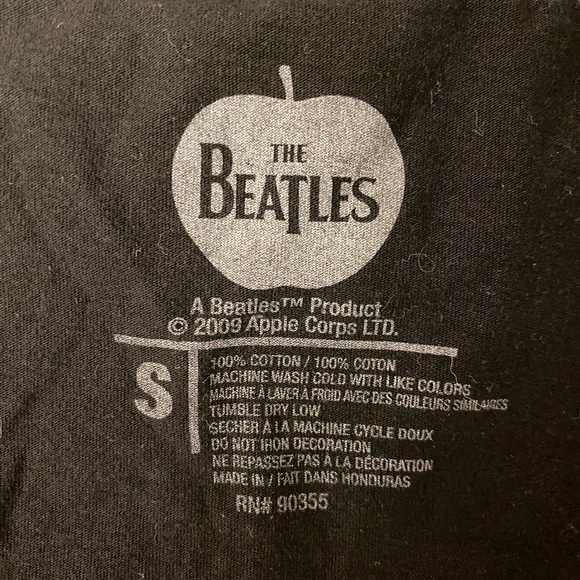 THE
BEATLES
A Beatles™ Product
© 2009 Apple Corps LTD.
S
100% COTTON / 100% COTON
MACHINE WASH COLD WITH LIKE COLORS
MACHINE À LAVER À FROID AVEC DES COULEURS SIMILAIRES
TUMBLE DRY LOW
SECHER À LA MACHINE CYCLE DOUX
DO NOT IRON DECORATION
NE REPASSEZ PAS À LA DÉCORATION
MADE IN / FAIT DANS HONDURAS
RN# 90355